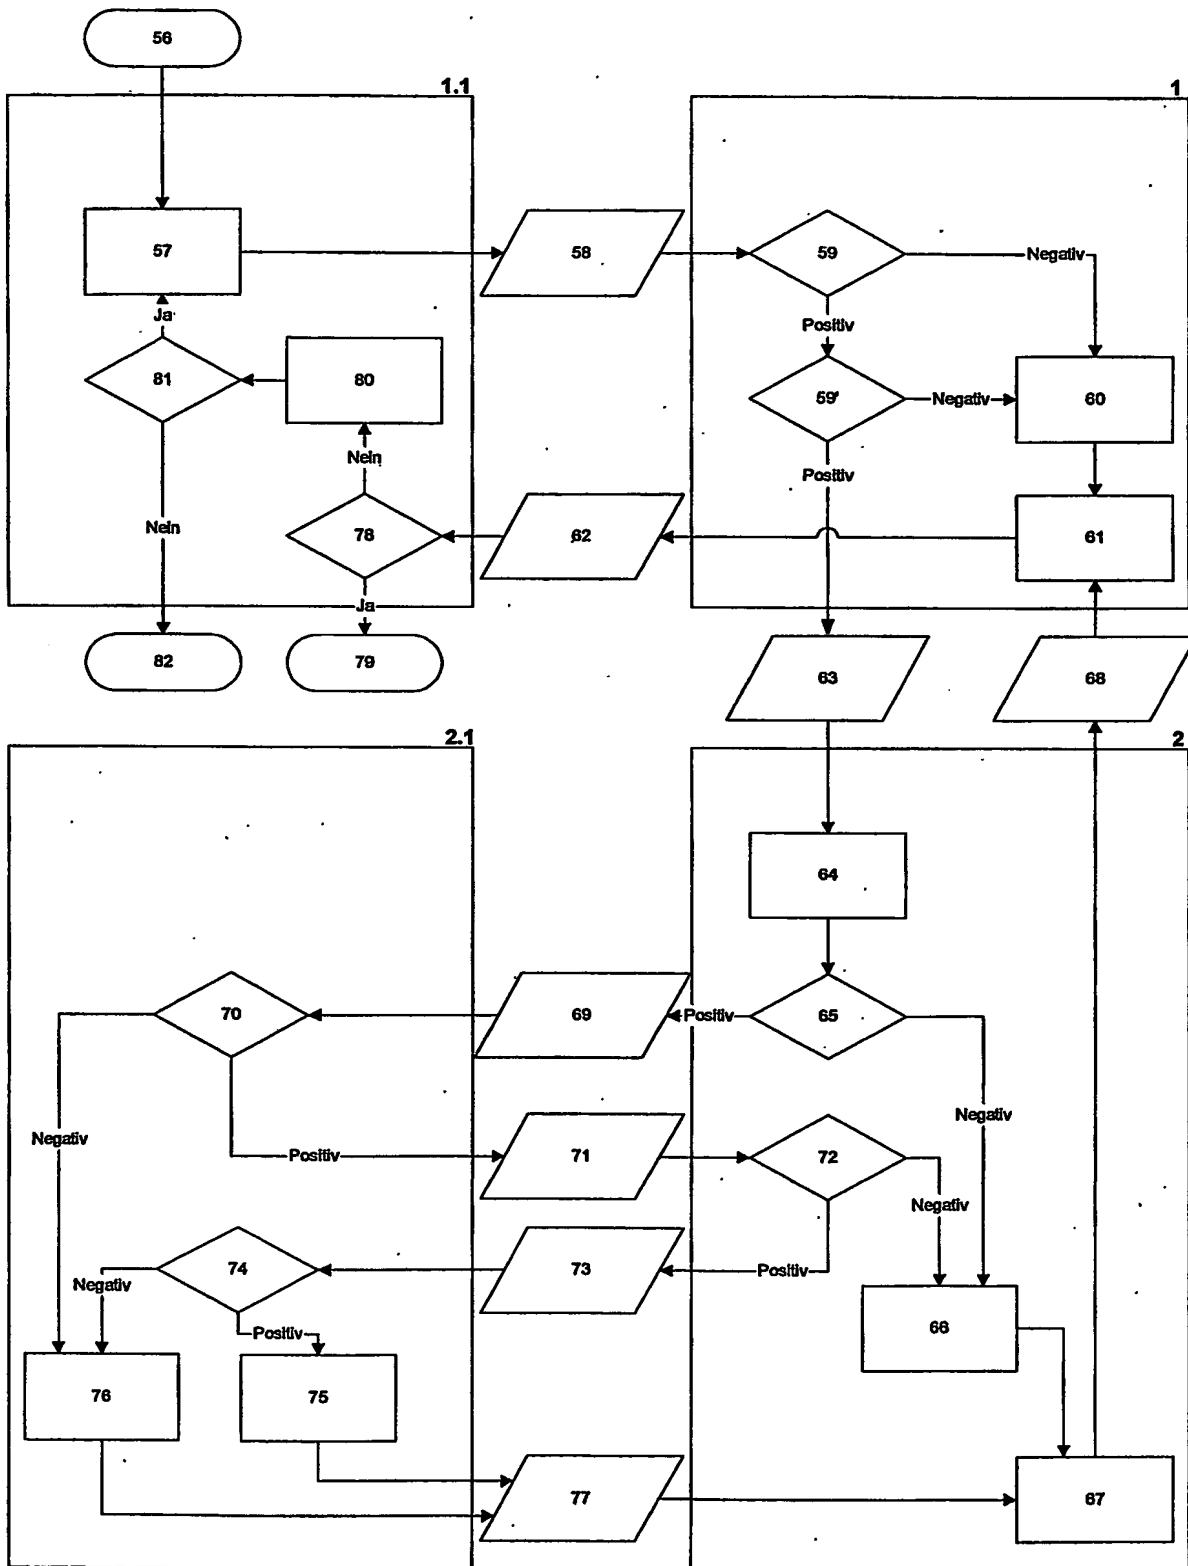 56
1.1
1
57
58
59
Negativ
Ja
Positiv
81
80
59'
Negativ
60
Nein
Positiv
Nein
78
62
61
Ja
82
79
63
68
2.1
2
64
70
69
Positiv
65
Negativ
Negativ
Positiv
71
72
Negativ
74
73
Positiv
Negativ
66
Positiv
76
75
77
67